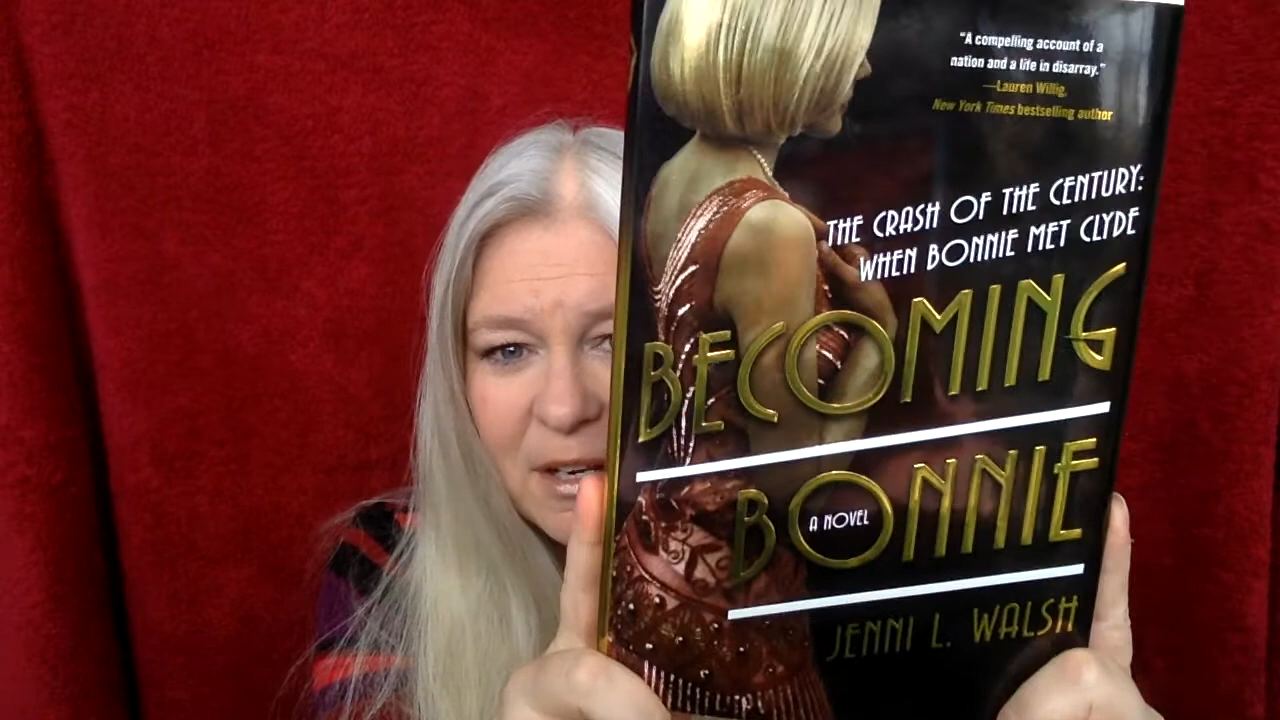 "A compelling account of a
nation and a life in disarray."
—Lauren Willig,
New York Times bestselling author
THE CRASH OF THE CENTURY:
WHEN BONNIE MET CLYDE
BECOMING
BONNIE
A NOVEL
JENNI L. WALSH